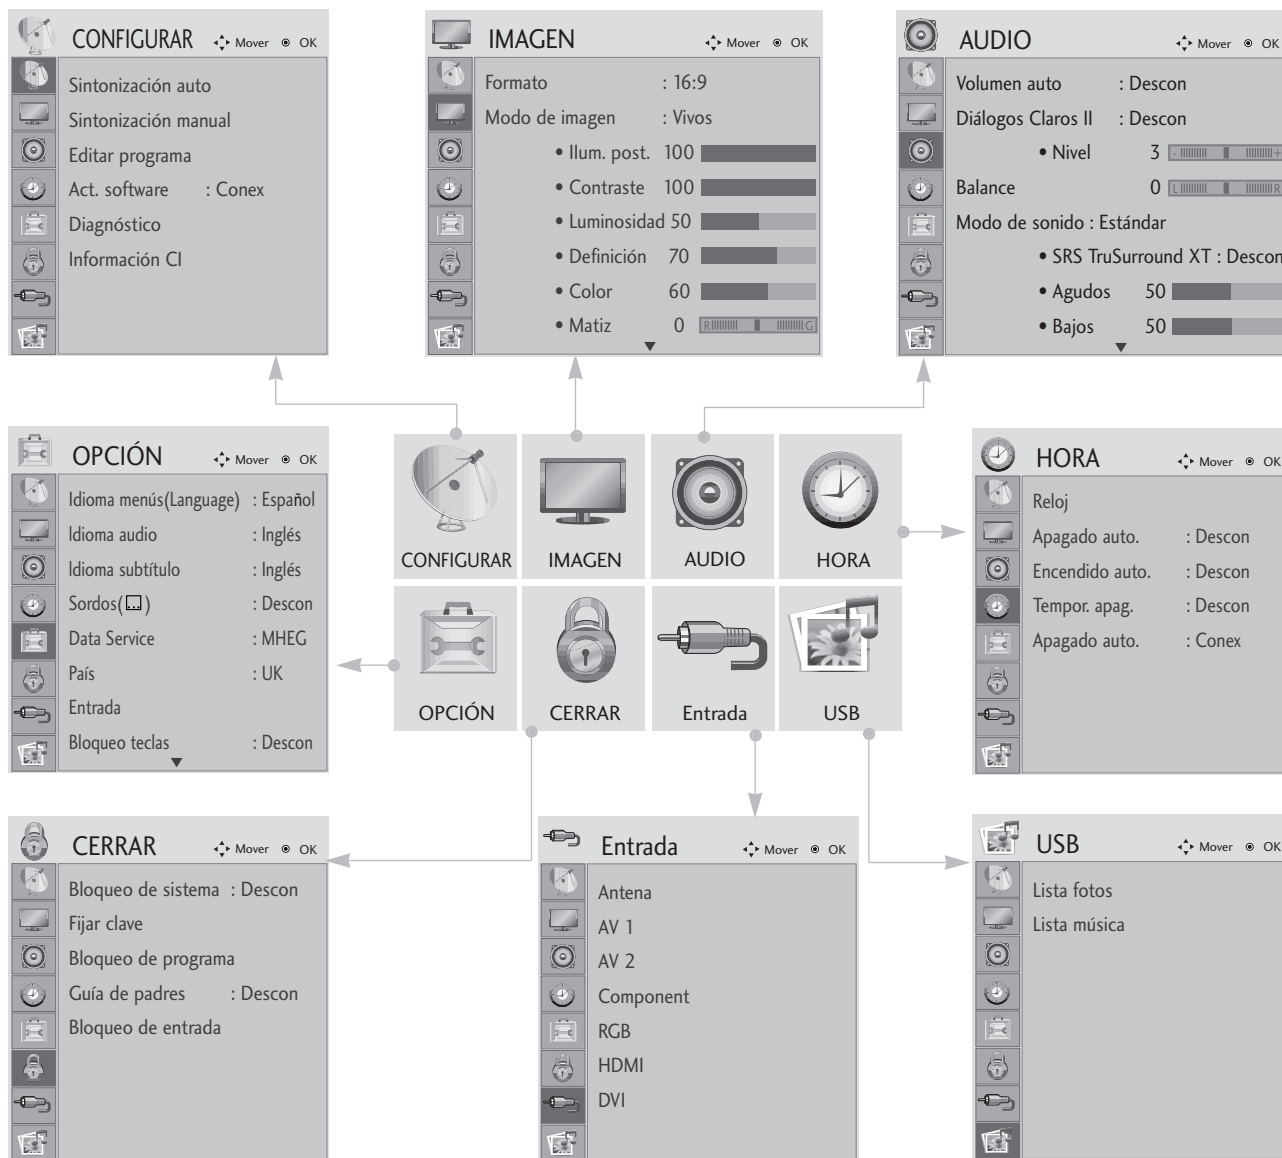 CONFIGURAR Mover OK
Sintonización auto
Sintonización manual
Editar programa
Act. software : Conex
Diagnóstico
Información CI
IMAGEN Mover OK
Formato : 16:9
Modo de imagen : Vivos
• Ilum. post. 100
• Contraste 100
• Luminosidad 50
• Definición 70
• Color 60
• Matiz 0 R G
AUDIO Mover OK
Volumen auto : Descon
Diálogos Claros II : Descon
• Nivel 3 - +
Balance 0 L R
Modo de sonido : Estándar
• SRS TruSurround XT : Descon
• Agudos 50
• Bajos 50
OPCIÓN Mover OK
Idioma menús(Language) : Español
Idioma audio : Inglés
Idioma subtítulo : Inglés
Sordos( ) : Descon
Data Service : MHEG
País : UK
Entrada
Bloqueo teclas : Descon
CONFIGURAR IMAGEN AUDIO HORA
OPCIÓN CERRAR Entrada USB
HORA Mover OK
Reloj
Apagado auto. : Descon
Encendido auto. : Descon
Tempor. apag. : Descon
Apagado auto. : Conex
CERRAR Mover OK
Bloqueo de sistema : Descon
Fijar clave
Bloqueo de programa
Guía de padres : Descon
Bloqueo de entrada
Entrada Mover OK
Antena
AV 1
AV 2
Component
RGB
HDMI
DVI
USB Mover OK
Lista fotos
Lista música